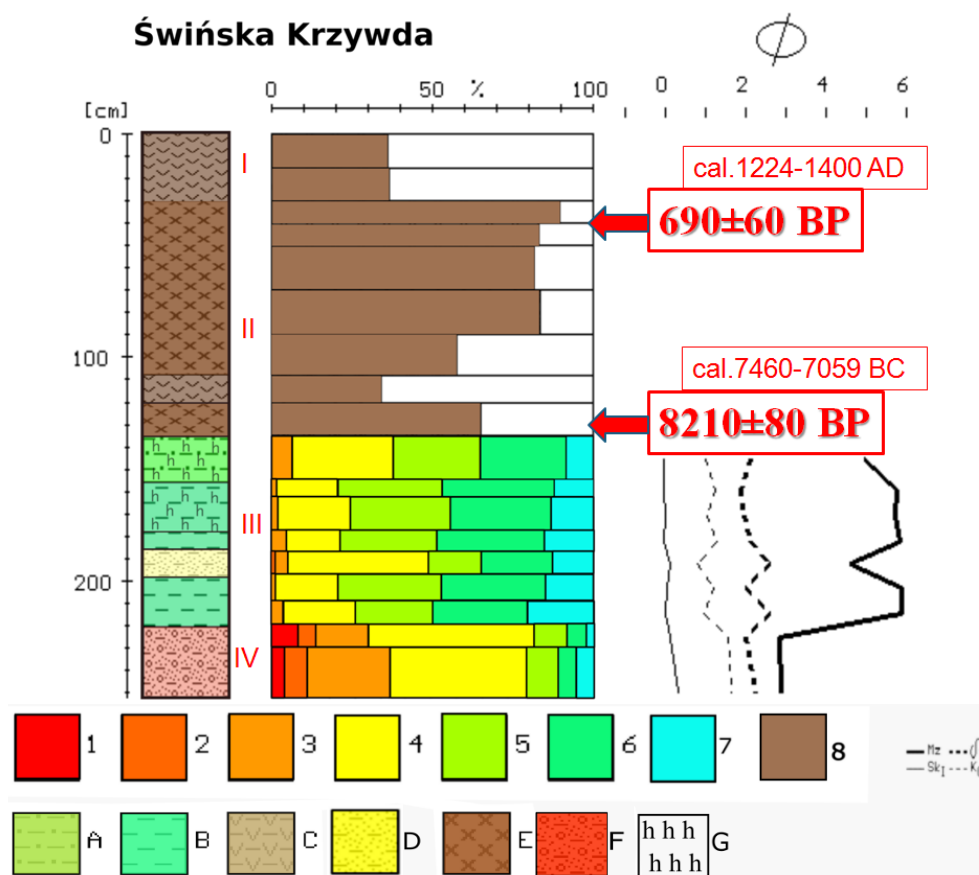 Świńska Krzywda
0 50 % 100
0 2 4 6
[cm]
0
I
cal.1224-1400 AD
690±60 BP
II
100
cal.7460-7059 BC
8210±80 BP
h h h
h h
h h h
h h
h h
III
200
IV
1 2 3 4 5 6 7 8
Mz
SkI
A B C D E F G
h h h
h h h